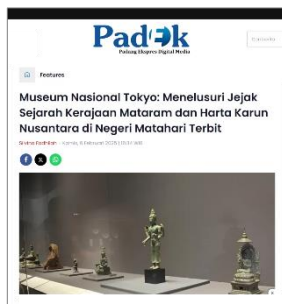 Padek
Padang Ekspres Digital Media
Features
Museum Nasional Tokyo: Menelusuri Jejak
Sejarah Kerajaan Mataram dan Harta Karun
Nusantara di Negeri Matahari Terbit